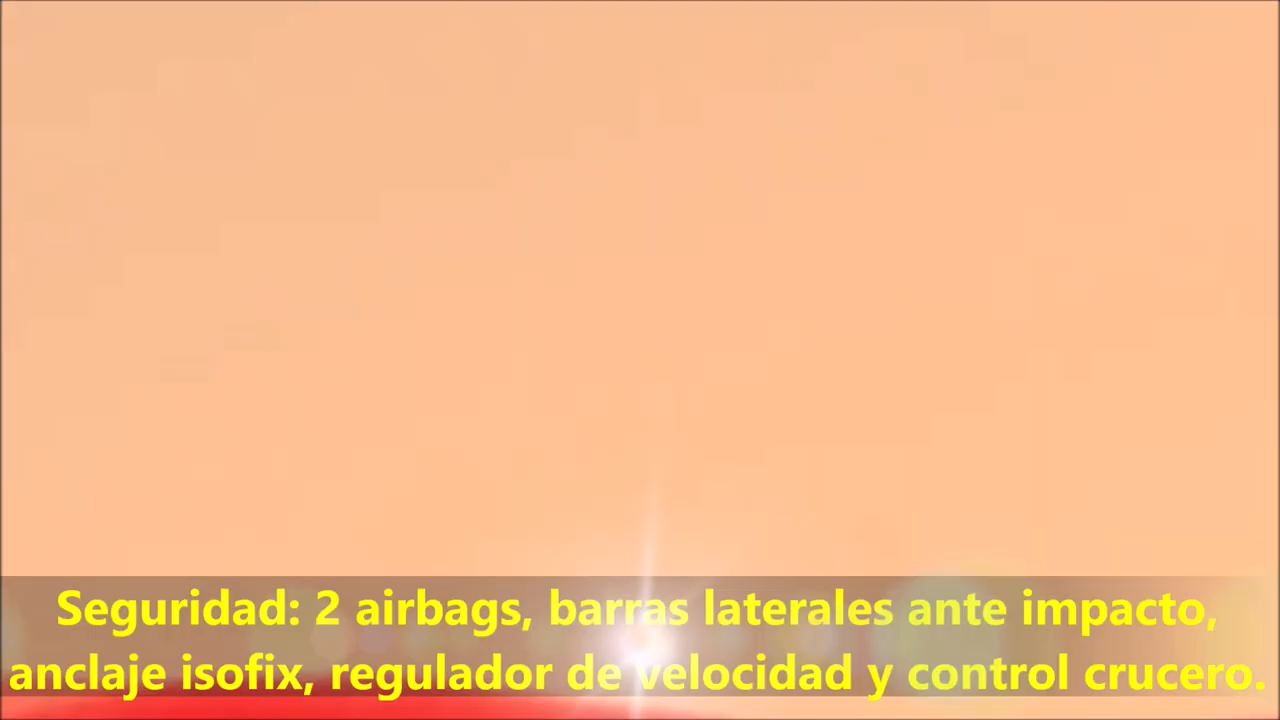 Seguridad: 2 airbags, barras laterales ante impacto,
anclaje isofix, regulador de velocidad y control crucero.